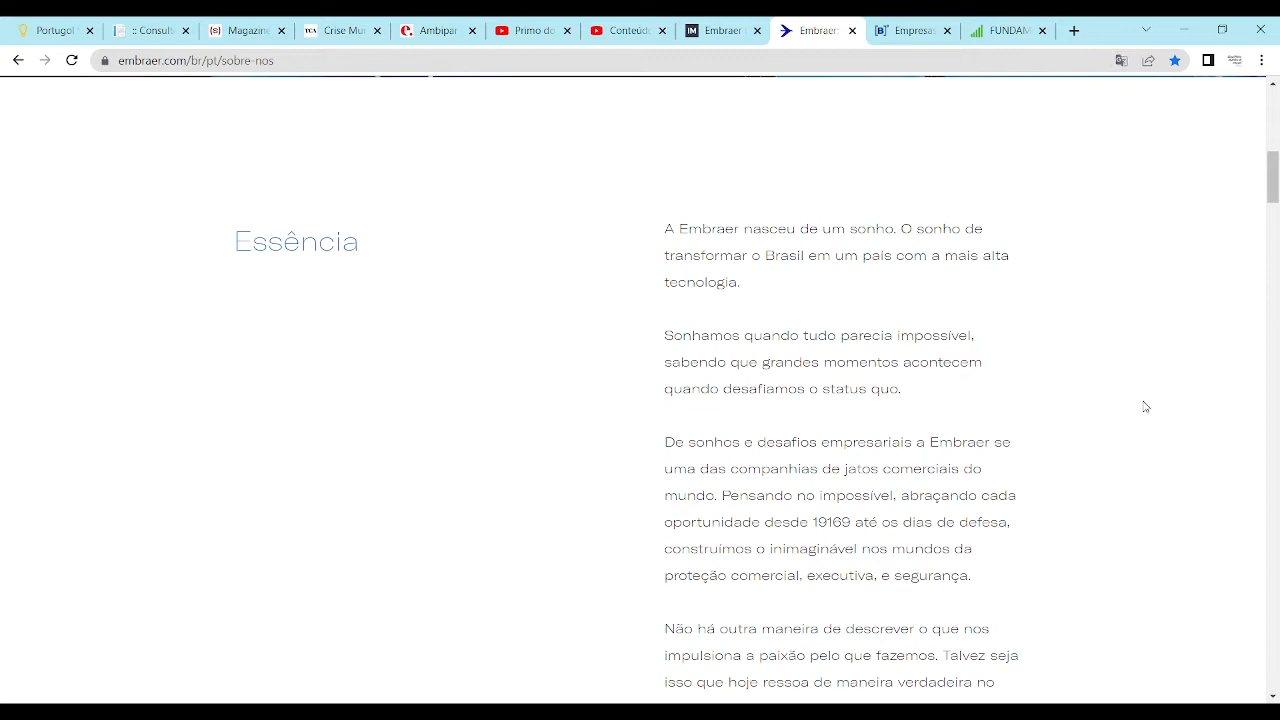 Portugol
:: Consult
Magazine
Crise Mu
Ambipar
Primo do
Conteúdo
Embraer
Embraer:
Empresas
FUNDAM
embraer.com/br/pt/sobre-nos
Essência
A Embraer nasceu de um sonho. O sonho de
transformar o Brasil em um país com a mais alta
tecnologia.
Sonhamos quando tudo parecia impossível,
sabendo que grandes momentos acontecem
quando desafiamos o status quo.
De sonhos e desafios empresariais a Embraer se
uma das companhias de jatos comerciais do
mundo. Pensando no impossível, abraçando cada
oportunidade desde 19169 até os dias de defesa,
construímos o inimaginável nos mundos da
proteção comercial, executiva, e segurança.
Não há outra maneira de descrever o que nos
impulsiona a paixão pelo que fazemos. Talvez seja
isso que hoje ressoa de maneira verdadeira no